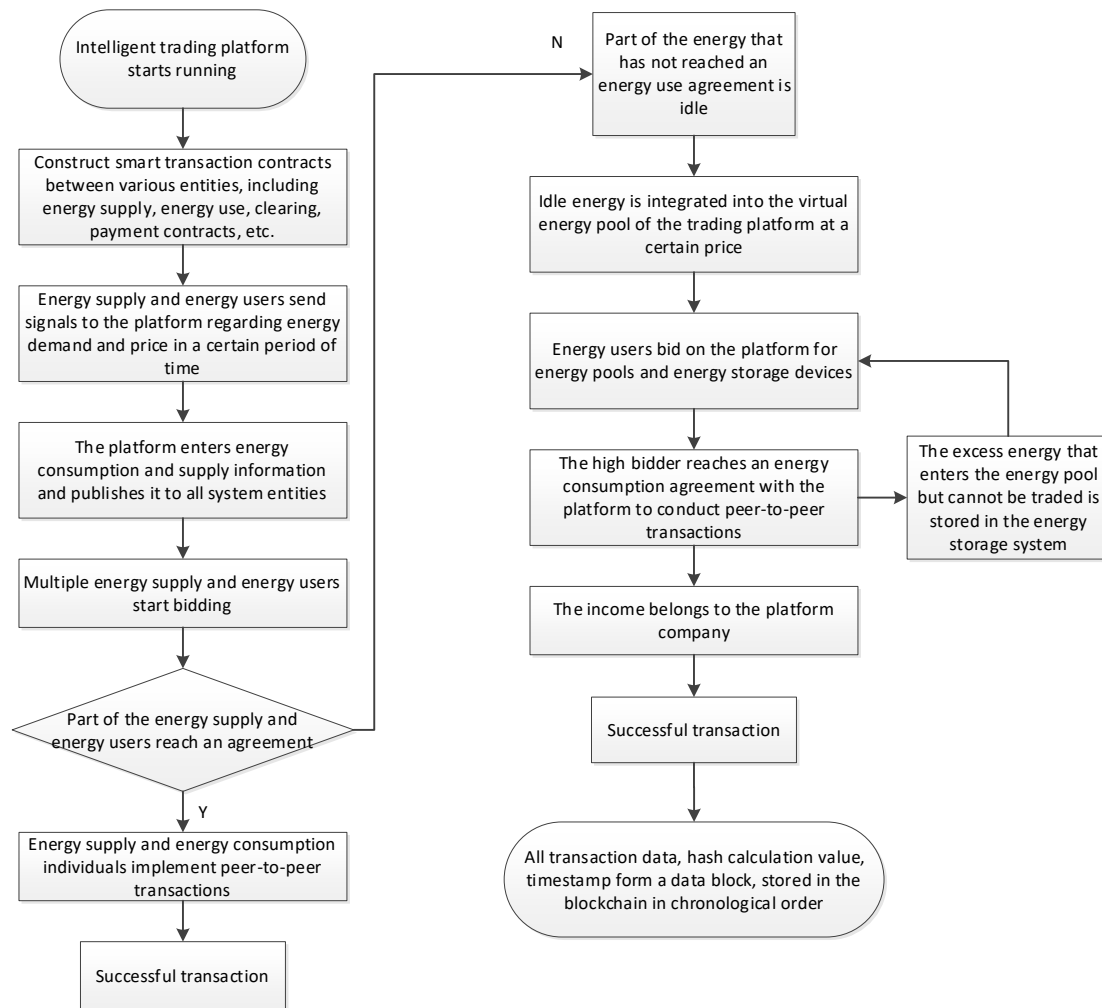 Intelligent trading platform
starts running
Construct smart transaction contracts
between various entities, including
energy supply, energy use, clearing,
payment contracts, etc.
Energy supply and energy users send
signals to the platform regarding energy
demand and price in a certain period of
time
The platform enters energy
consumption and supply information
and publishes it to all system entities
Multiple energy supply and energy users
start bidding
Part of the energy supply and
energy users reach an agreement
Y
Energy supply and energy consumption
individuals implement peer-to-peer
transactions
Successful transaction
N
Part of the energy that
has not reached an
energy use agreement is
idle
Idle energy is integrated into the virtual
energy pool of the trading platform at a
certain price
Energy users bid on the platform for
energy pools and energy storage devices
The high bidder reaches an energy
consumption agreement with the
platform to conduct peer-to-peer
transactions
The excess energy that
enters the energy pool
but cannot be traded is
stored in the energy
storage system
The income belongs to the platform
company
Successful transaction
All transaction data, hash calculation value,
timestamp form a data block, stored in the
blockchain in chronological order